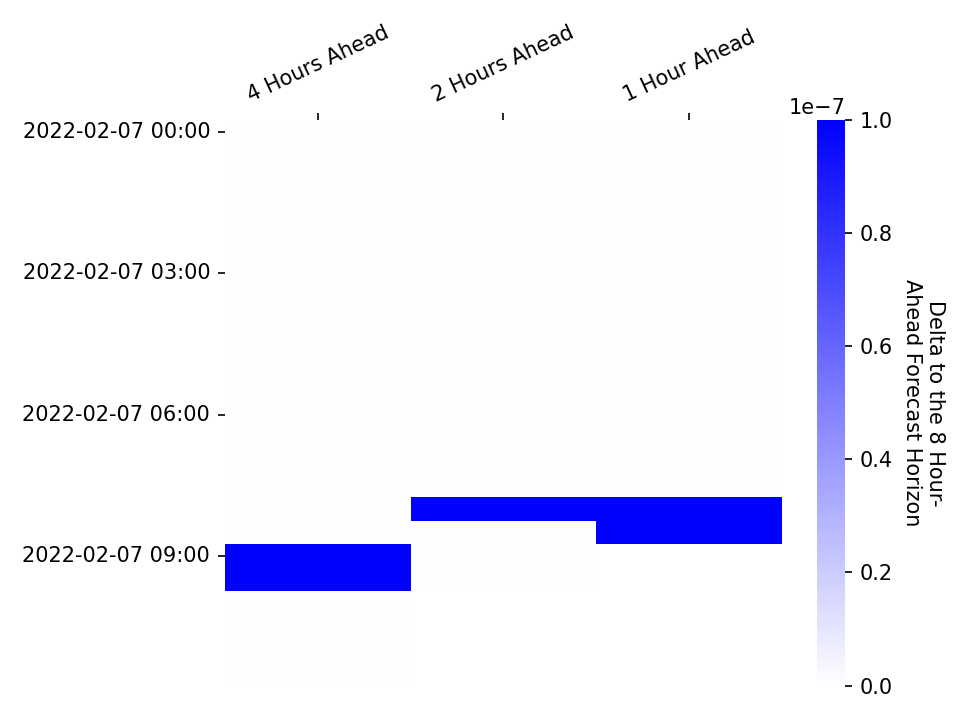 4 Hours Ahead
2 Hours Ahead
1 Hour Ahead
1e−7
2022-02-07 00:00
2022-02-07 03:00
2022-02-07 06:00
2022-02-07 09:00
1.0
0.8
0.6
0.4
0.2
0.0
Delta to the 8 Hour-
Ahead Forecast Horizon